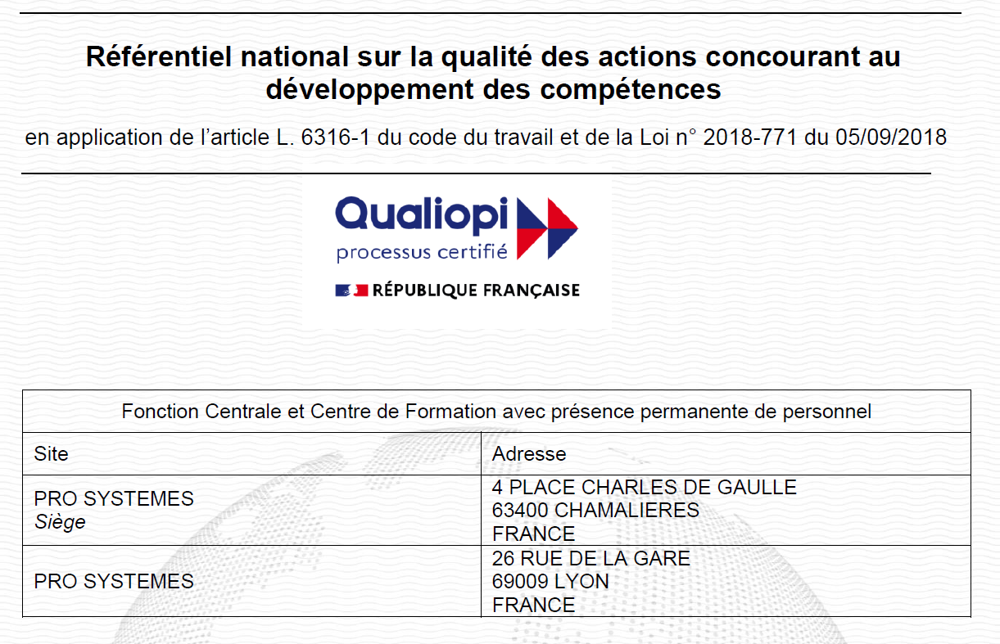 Référentiel national sur la qualité des actions concourant au
développement des compétences
en application de l’article L. 6316-1 du code du travail et de la Loi n° 2018-771 du 05/09/2018
Qualiopi
processus certifié
RÉPUBLIQUE FRANÇAISE
Fonction Centrale et Centre de Formation avec présence permanente de personnel
Site
Adresse
PRO SYSTEMES
Siège
4 PLACE CHARLES DE GAULLE
63400 CHAMALIERES
FRANCE
PRO SYSTEMES
26 RUE DE LA GARE
69009 LYON
FRANCE